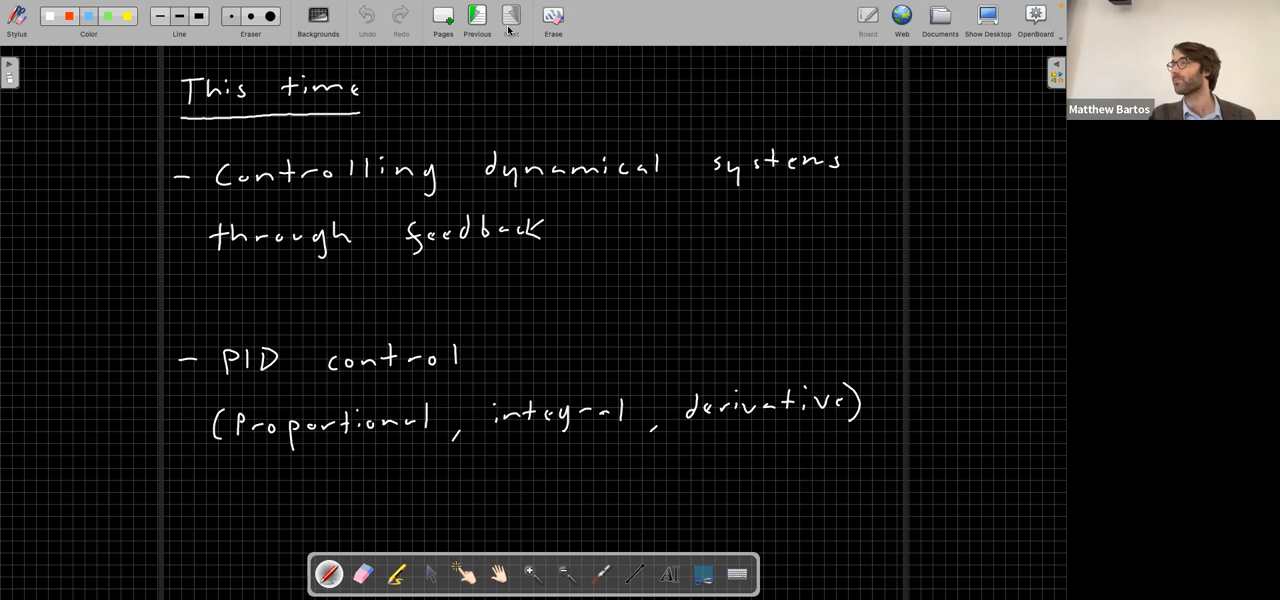 Stylus
Color
Line
Eraser
Backgrounds
Undo
Redo
Pages
Previous
Erase
Board
Web
Documents
Show Desktop
OpenBoard
Matthew Bartos
This time
- Controlling dynamical systems
through feedback
- PID control
(Proportional, integral, derivative)
AI